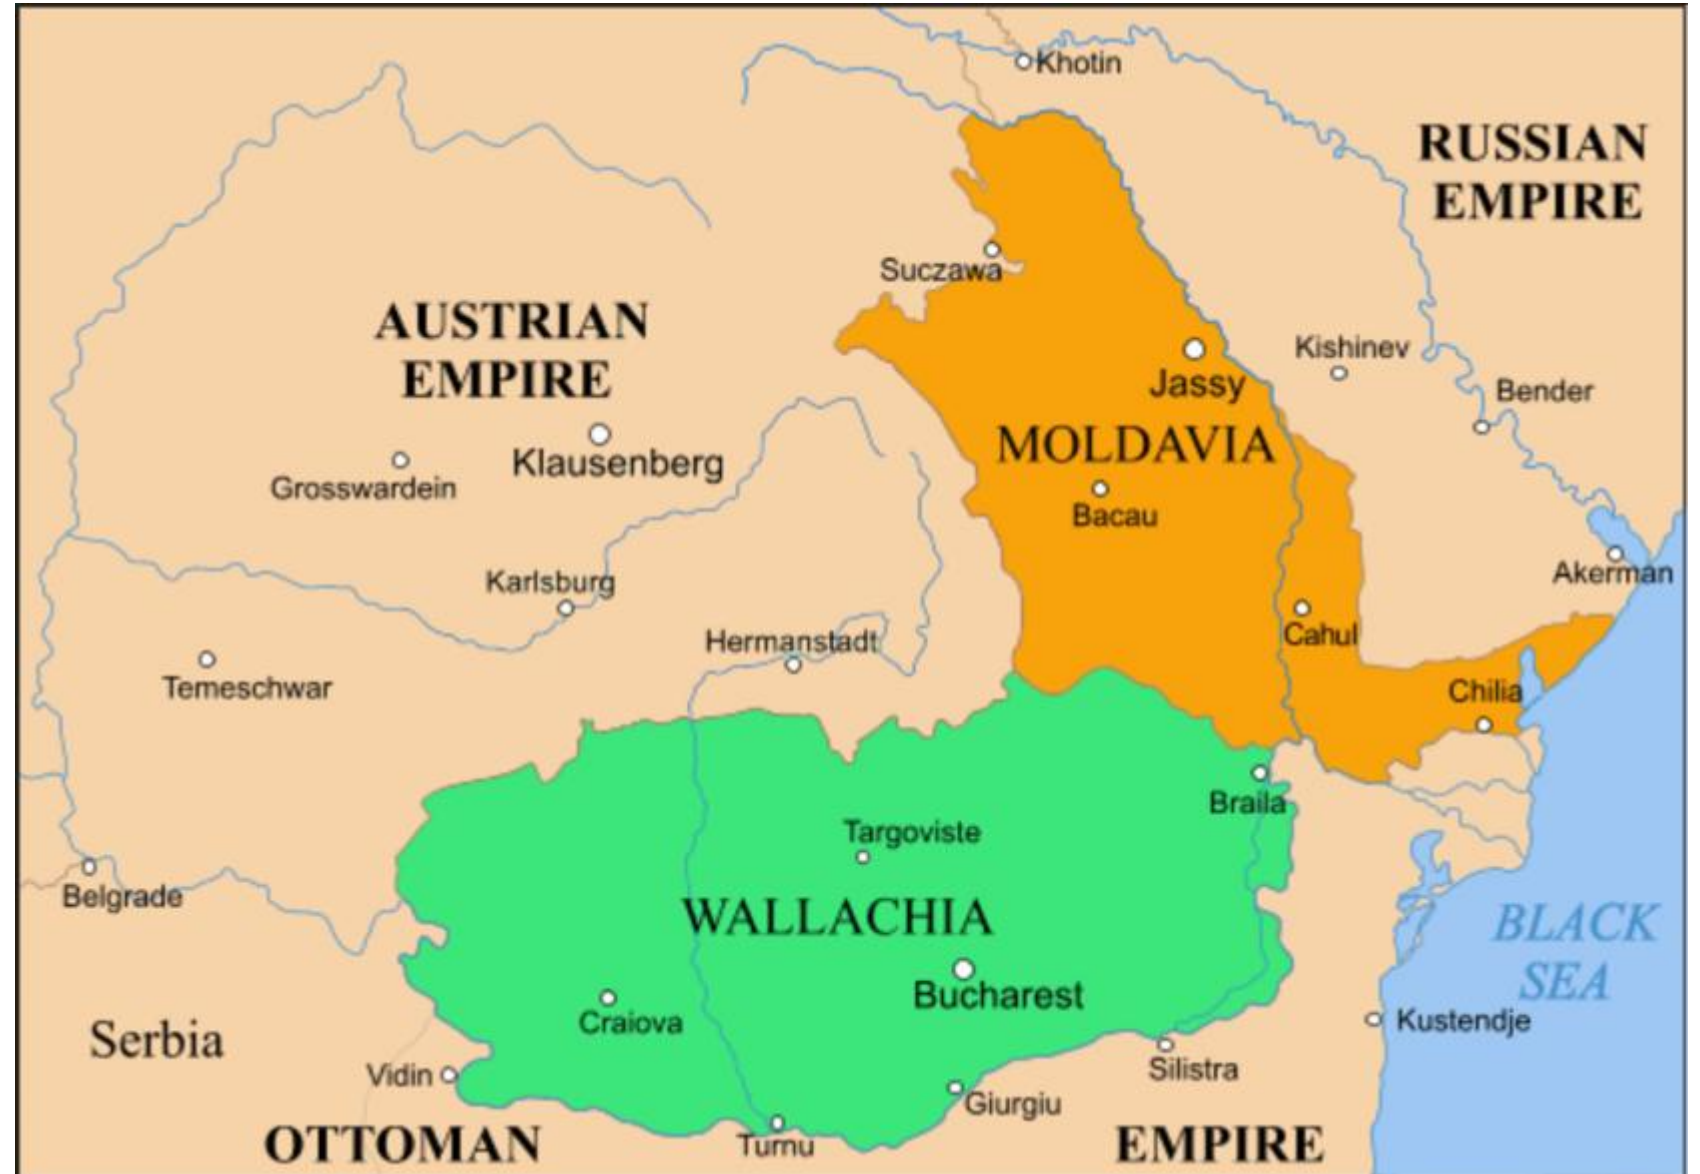 Khotin
RUSSIAN
EMPIRE
Suczawa
AUSTRIAN
EMPIRE
Kishinev
Jassy
Bender
Klausenberg
MOLDAVIA
Grosswardein
Bacau
Karlsburg
Akerman
Hermanstadt
Cahul
Temeschwar
Chilia
Braila
Targoviste
Belgrade
WALLACHIA
BLACK
SEA
Bucharest
Craiova
Kustendje
Serbia
Vidin
Silistra
Giurgiu
OTTOMAN
Turnu
EMPIRE